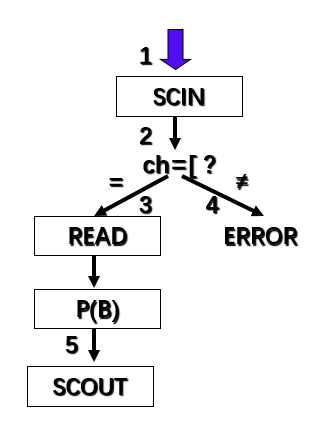 1
SCIN
2
ch=[ ?
= ≠
3 4
READ ERROR
P(B)
5
SCOUT